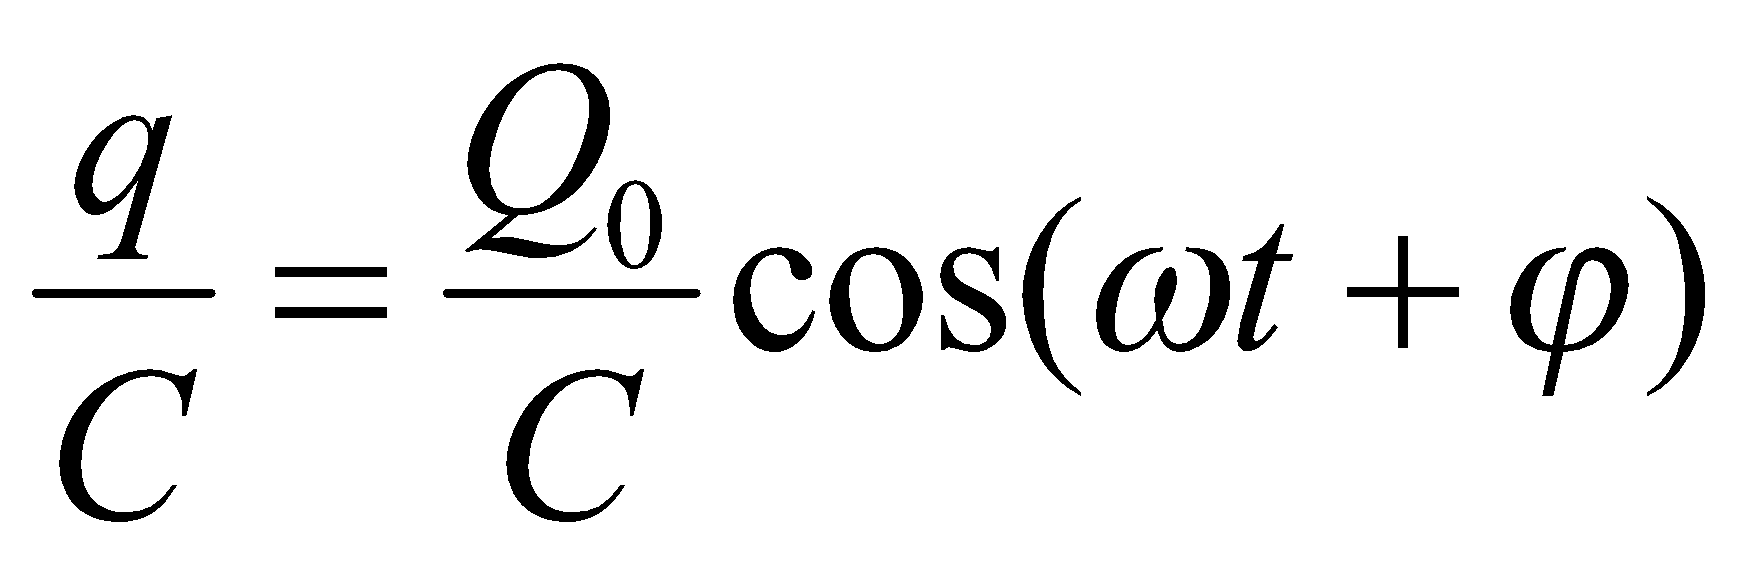 q/C = Q₀/C cos(ωt + φ)